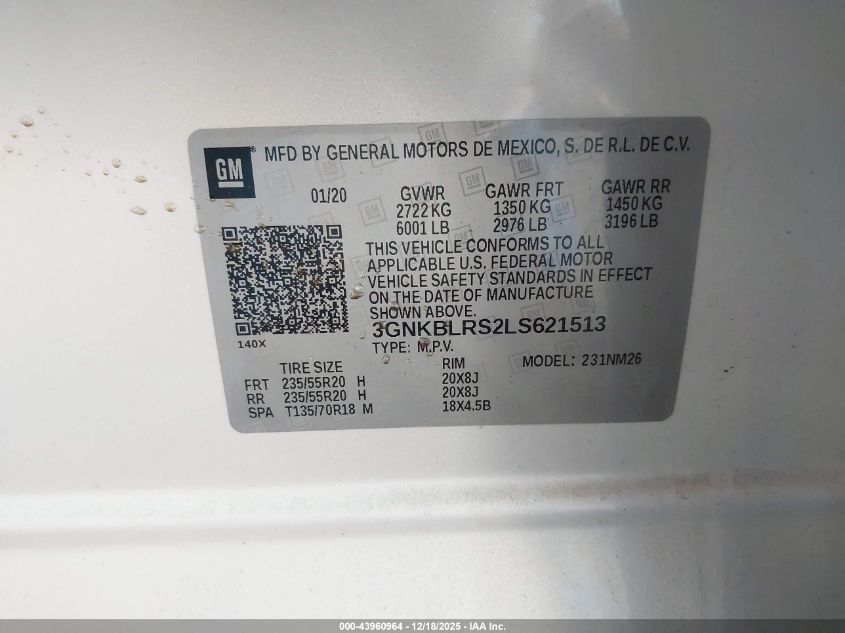 GM MFD BY GENERAL MOTORS DE MEXICO, S. DE R.L. DE C.V.
01/20 GVWR GAWR FRT GAWR RR
2722 KG 1350 KG 1450 KG
6001 LB 2976 LB 3196 LB
THIS VEHICLE CONFORMS TO ALL
APPLICABLE U.S. FEDERAL MOTOR
VEHICLE SAFETY STANDARDS IN EFFECT
ON THE DATE OF MANUFACTURE
SHOWN ABOVE.
3GNKBLRS2LS621513
140X
TYPE: M.P.V.
TIRE SIZE RIM MODEL: 231NM26
FRT 235/55R20 H 20X8J
RR 235/55R20 H 20X8J
SPA T135/70R18 M 18X4.5B
000-43960964 - 12/18/2025 - IAA Inc.